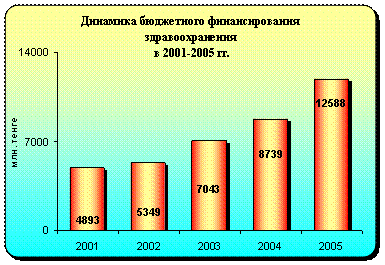 Динамика бюджетного финансирования
здравоохранения
в 2001-2005 гг.
14000
7000
0
млн.тенге
4893
5349
7043
8739
12588
2001 2002 2003 2004 2005